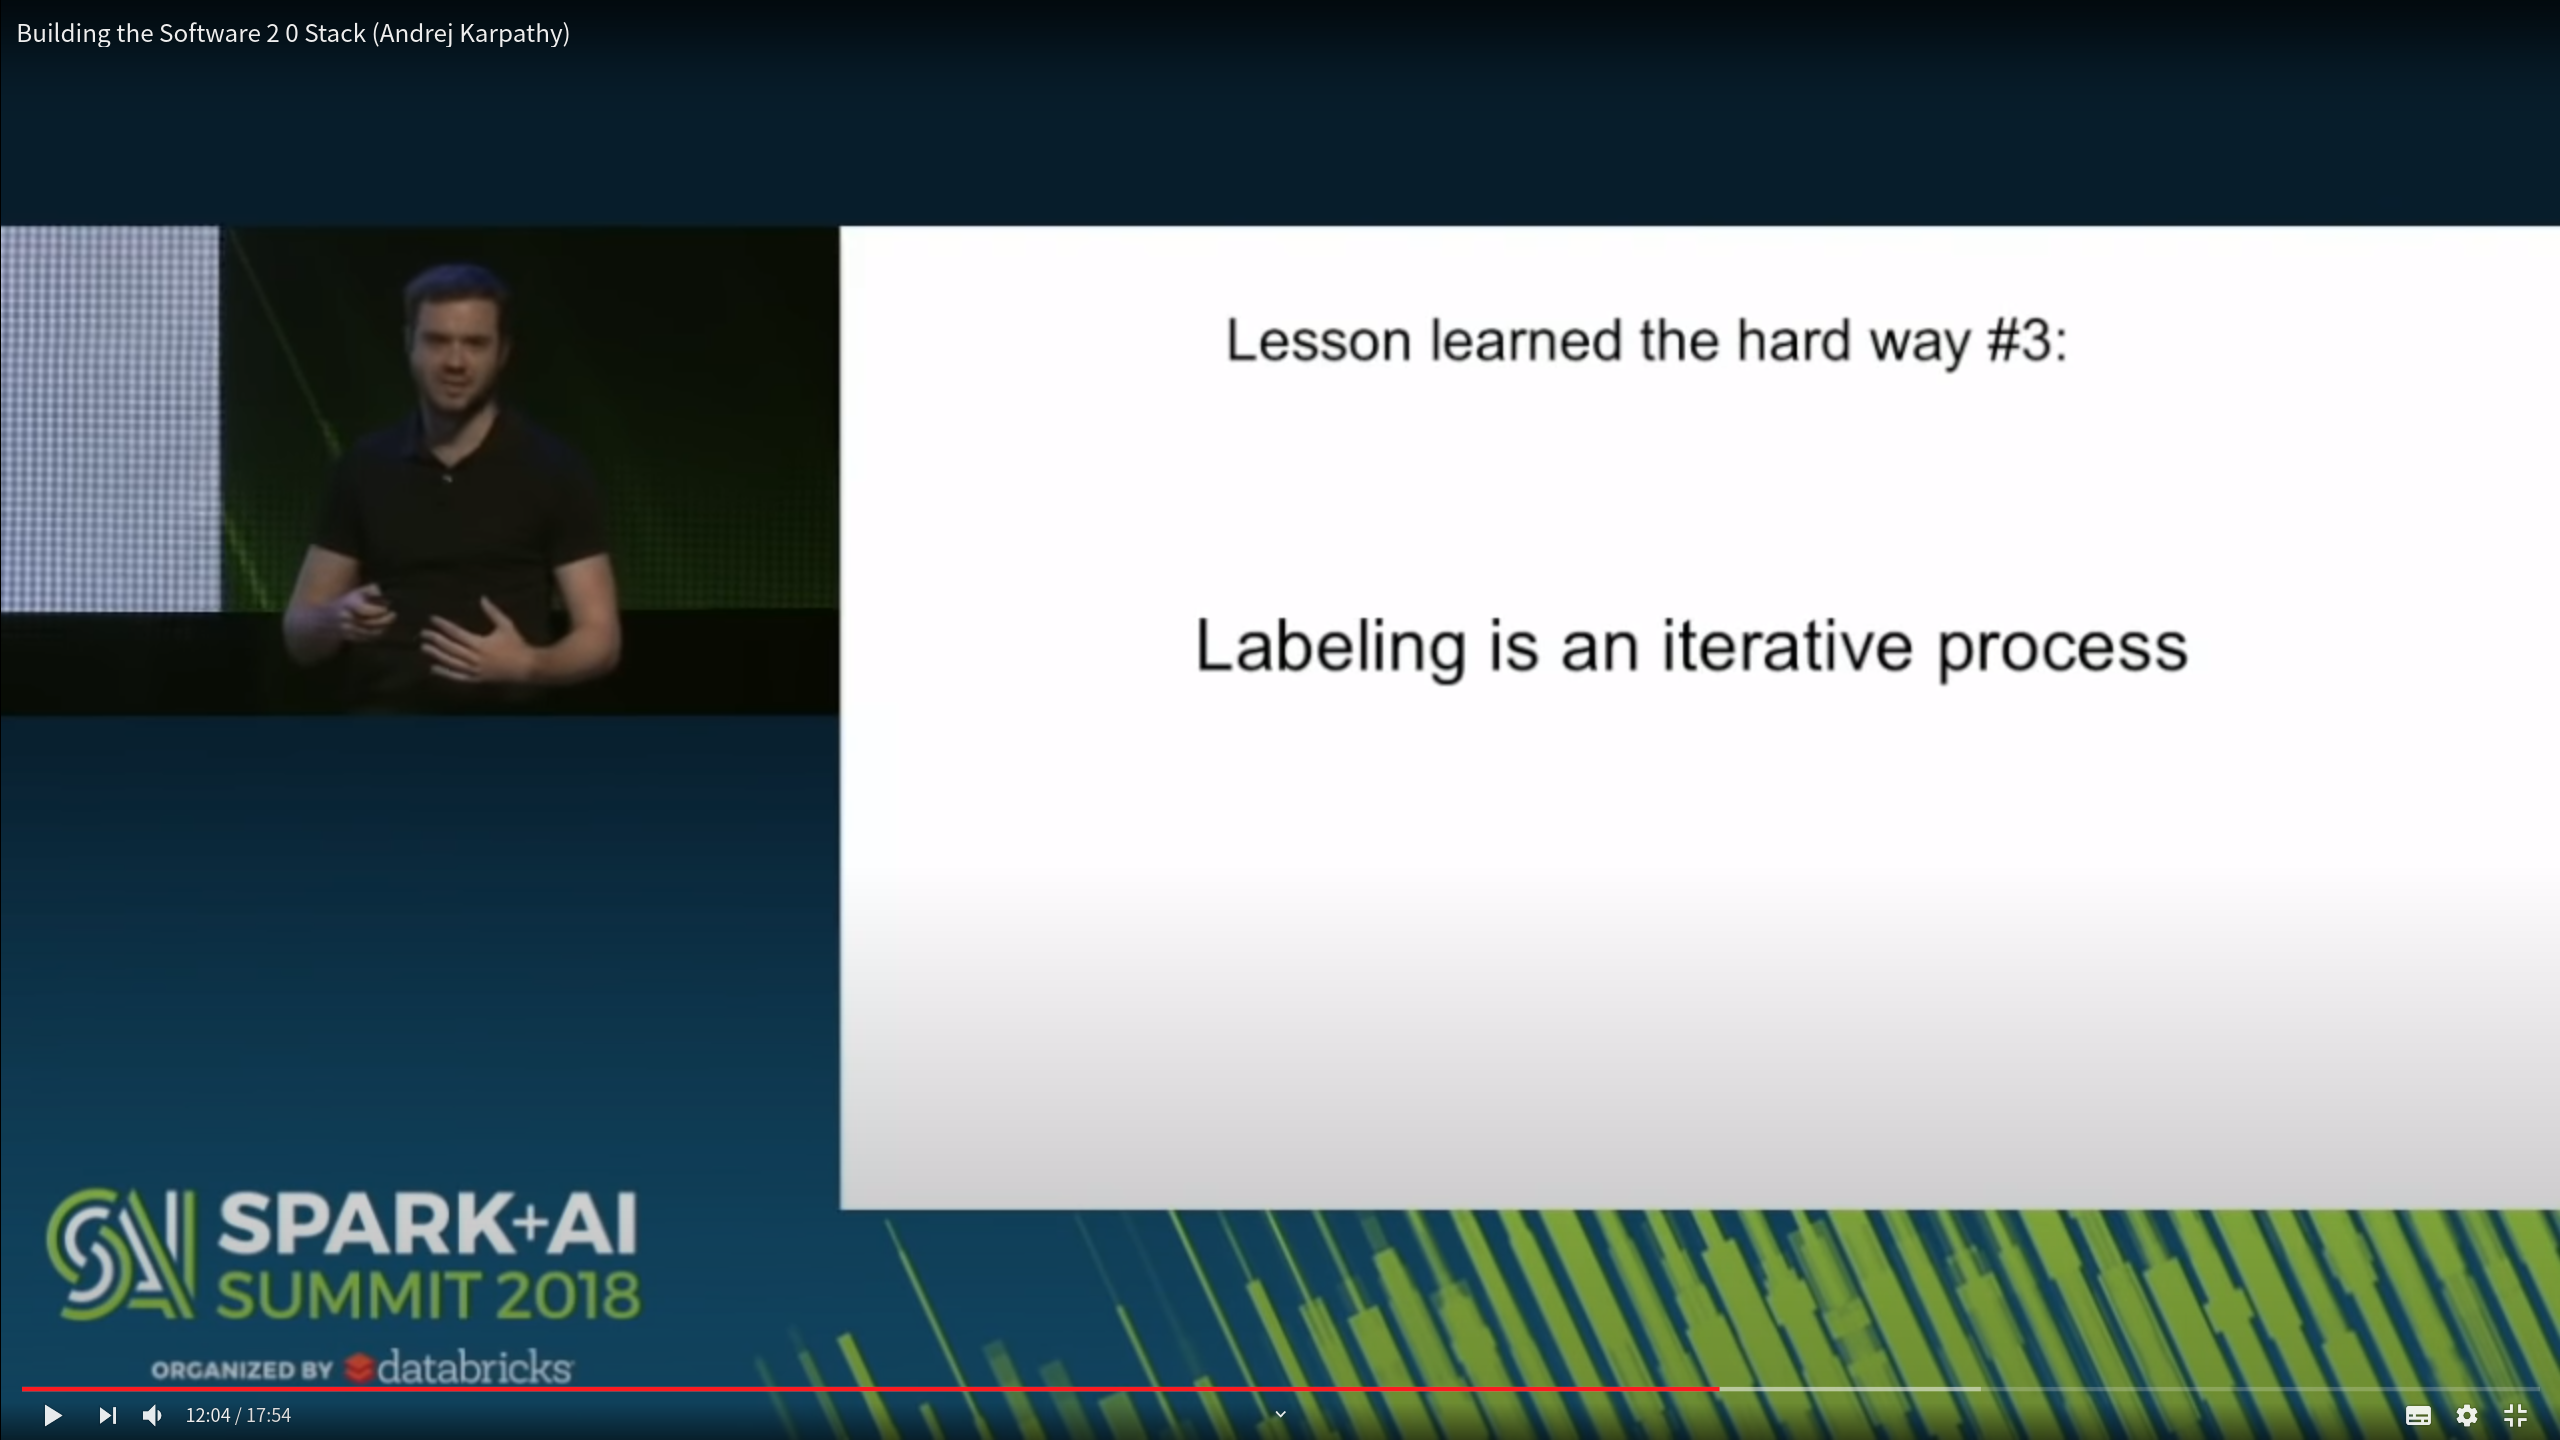 Building the Software 2 0 Stack (Andrej Karpathy)
Lesson learned the hard way #3:
Labeling is an iterative process
SPARK+AI
SUMMIT 2018
ORGANIZED BY databricks
12:04 / 17:54